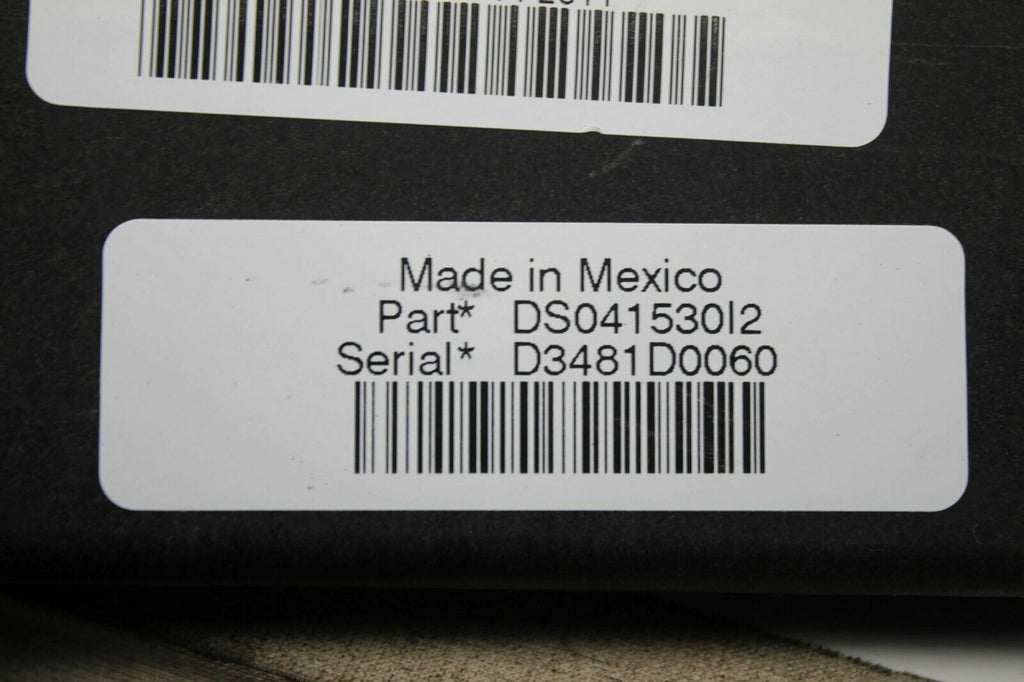 Made in Mexico
Part* DS041530I2
Serial* D3481D0060